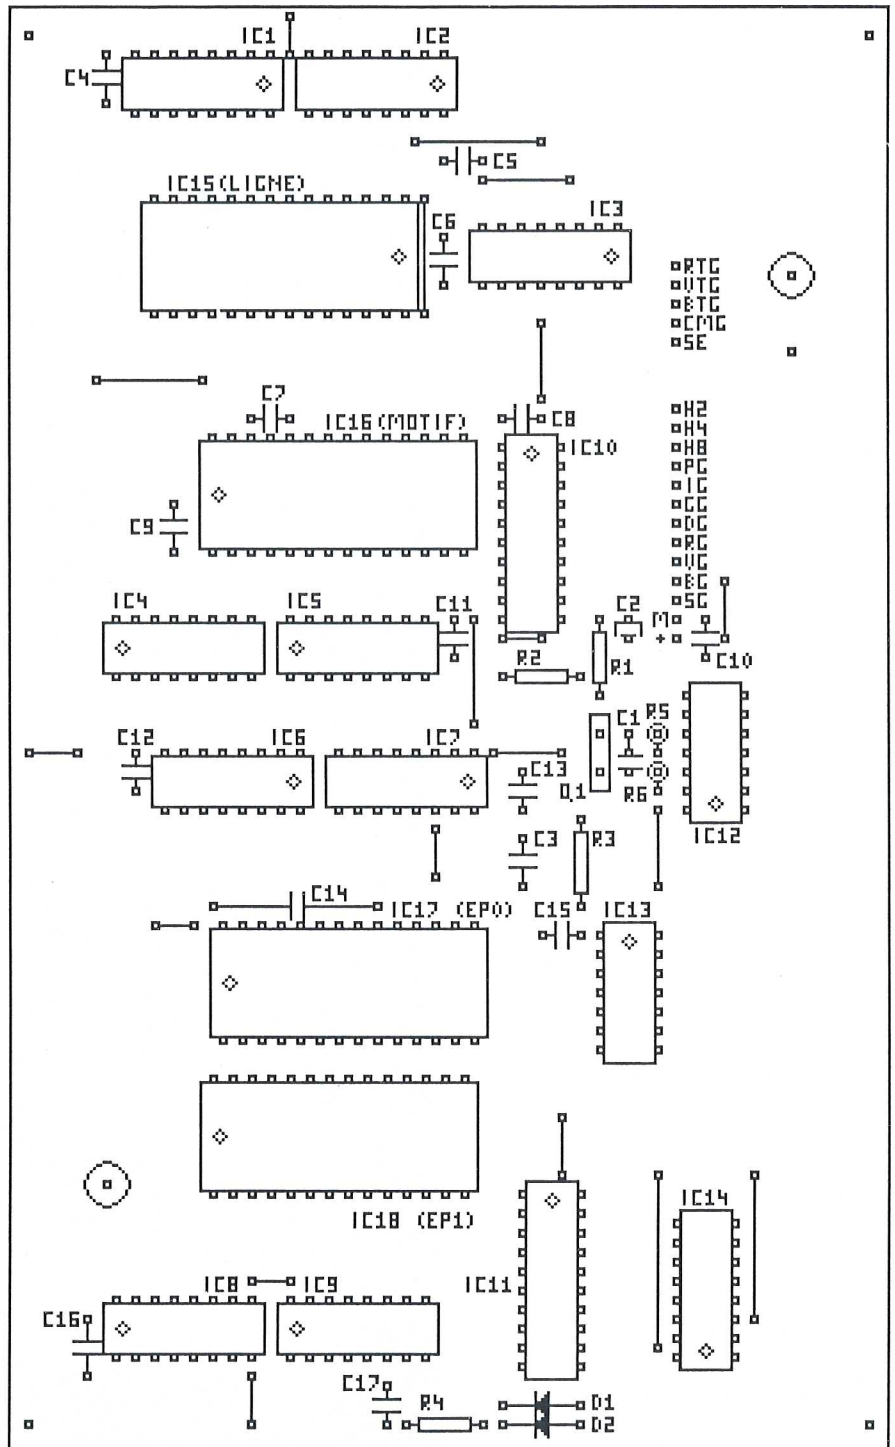 IC1
IC2
C4
C5
IC15(LIGNE)
C6
IC3
RTG
VTG
BTG
CMG
SE
C7
IC16(MOTIF)
C8
IC10
H2
H4
H8
PG
IG
GG
DG
RG
VG
BG
SG
C9
IC4
IC5
C11
C2
M
+
C10
R2
R1
C12
IC6
IC7
C13
Q1
C1
R5
R6
IC12
C3
R3
C14
IC17 (EP0)
C15
IC13
IC18 (EP1)
IC14
IC8
IC9
IC11
C16
C17
R4
D1
D2